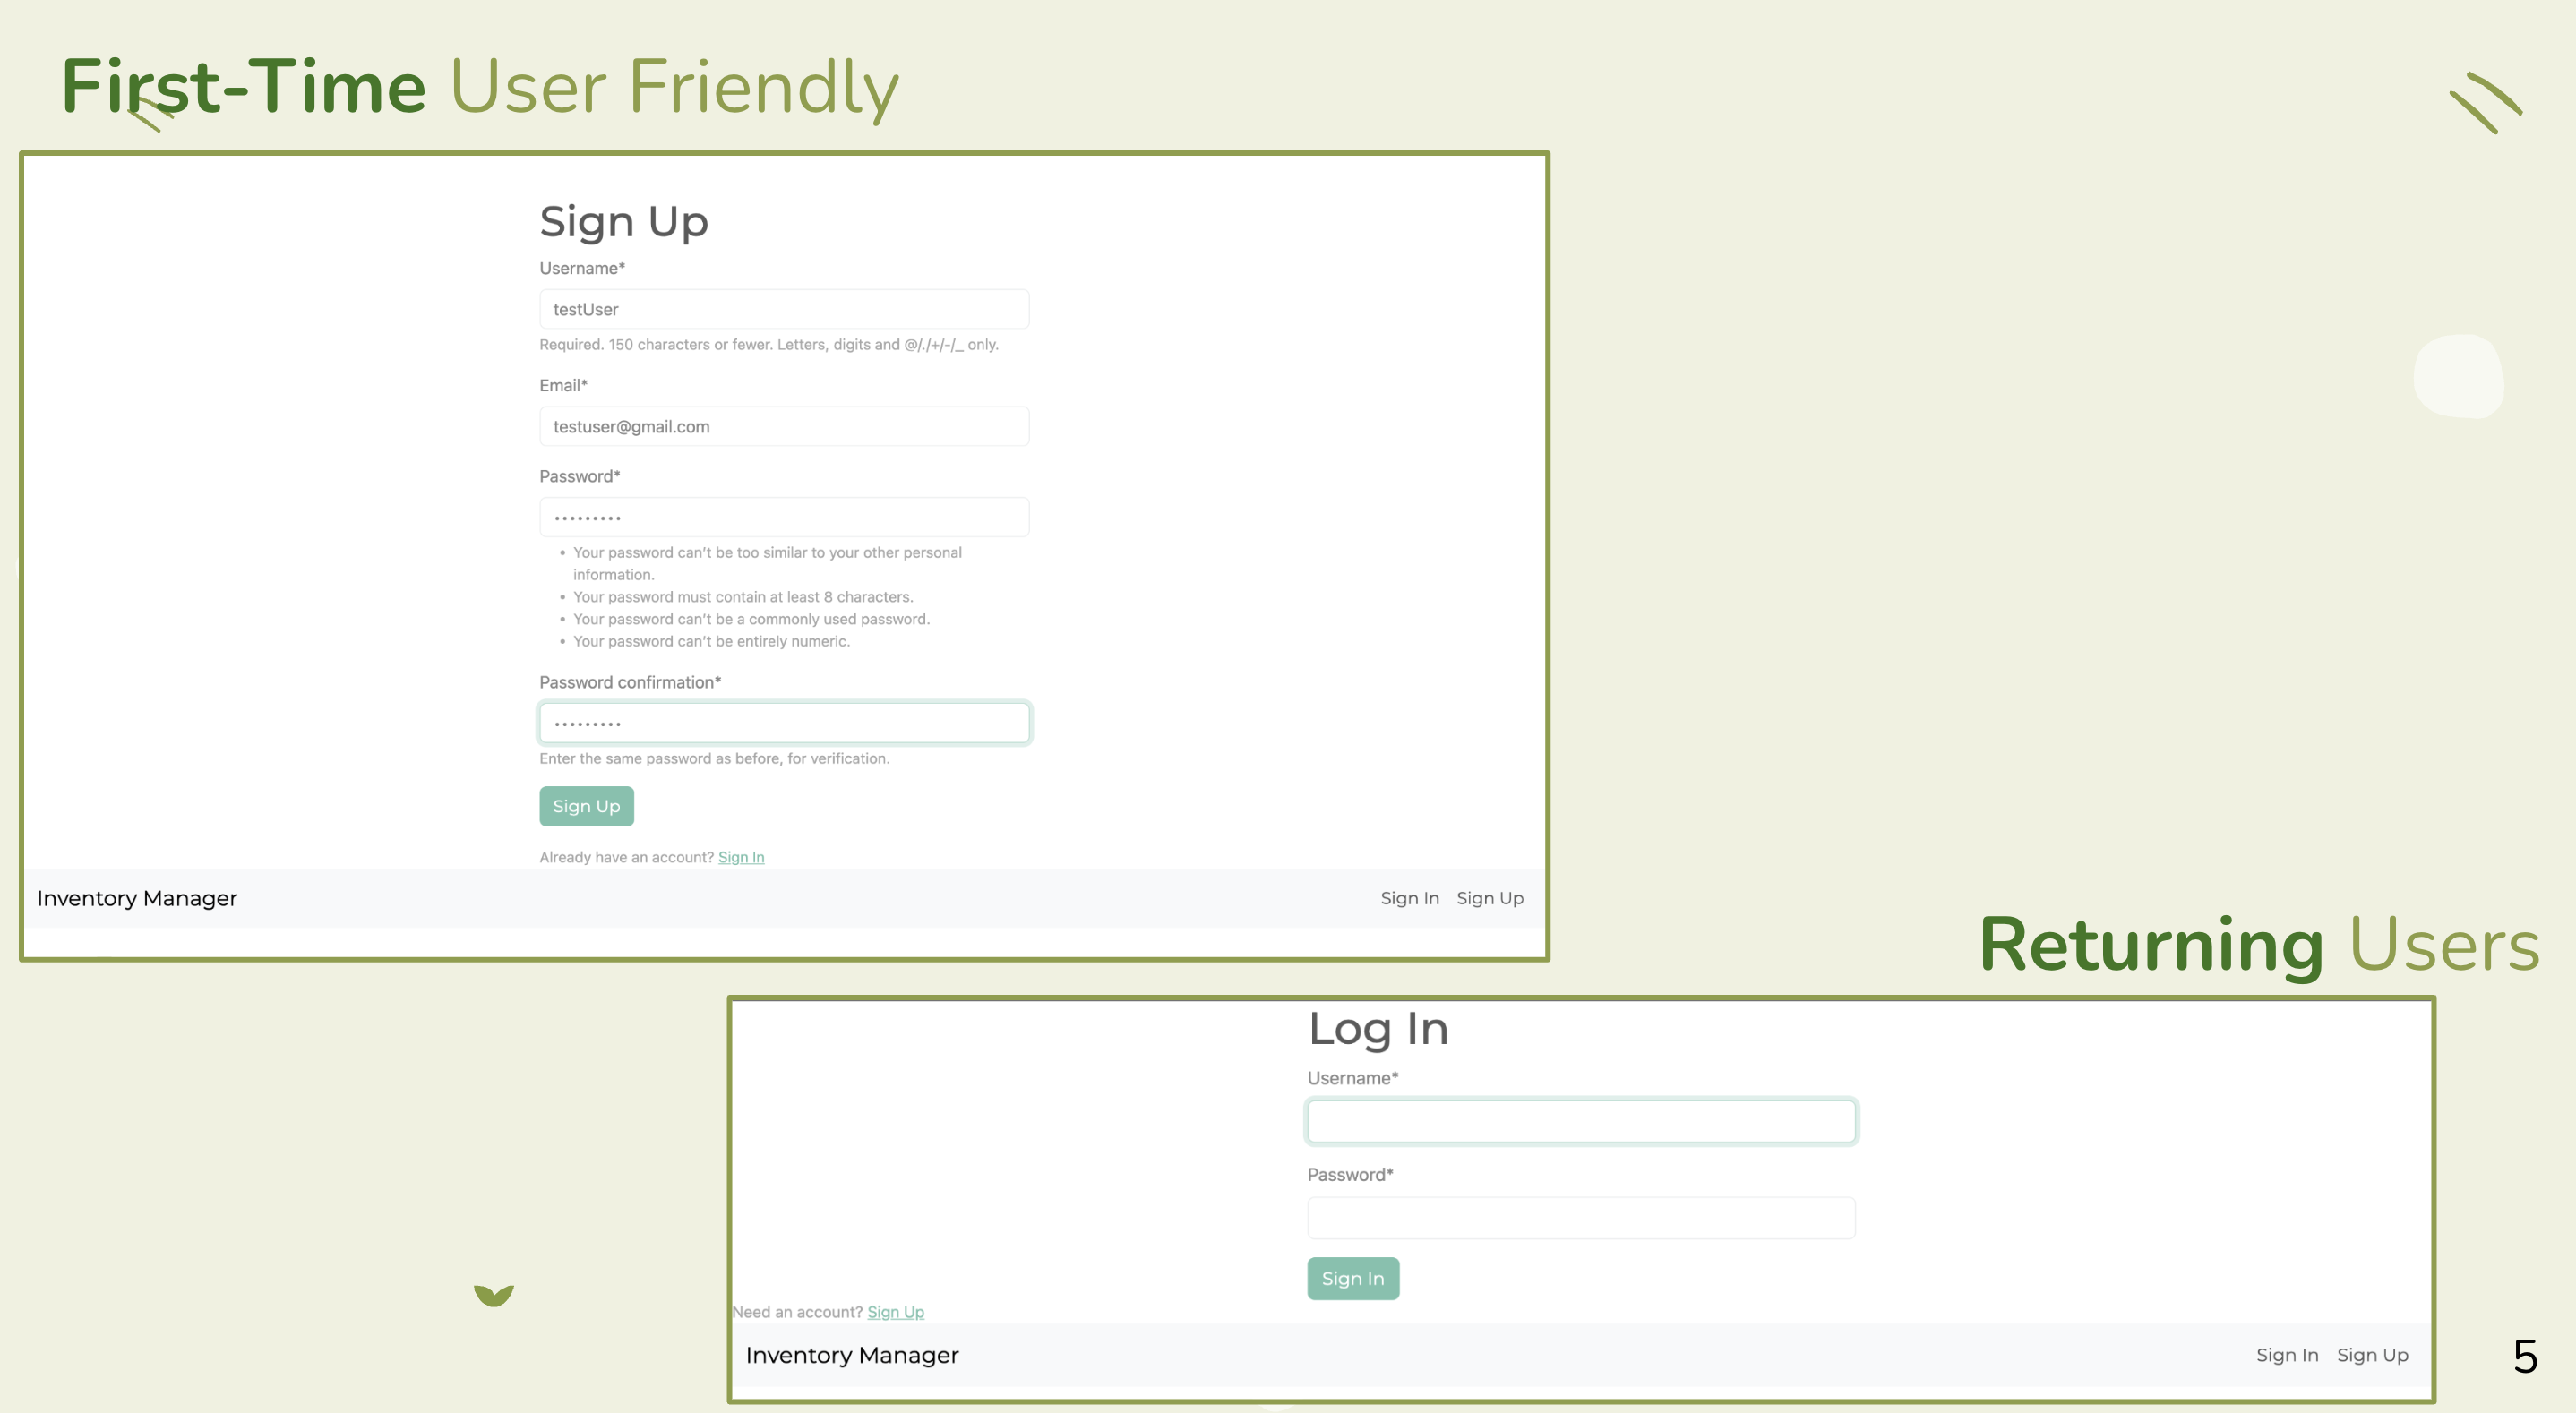 First-Time User Friendly
Sign Up
Username*
testUser
Required. 150 characters or fewer. Letters, digits and @/./+/-/_ only.
Email*
testuser@gmail.com
Password*
•••••••••
• Your password can't be too similar to your other personal
information.
• Your password must contain at least 8 characters.
• Your password can't be a commonly used password.
• Your password can't be entirely numeric.
Password confirmation*
•••••••••
Enter the same password as before, for verification.
Sign Up
Already have an account? Sign In
Inventory Manager
Sign In Sign Up
Returning Users
Log In
Username*
Password*
Sign In
Need an account? Sign Up
Inventory Manager
Sign In Sign Up
5